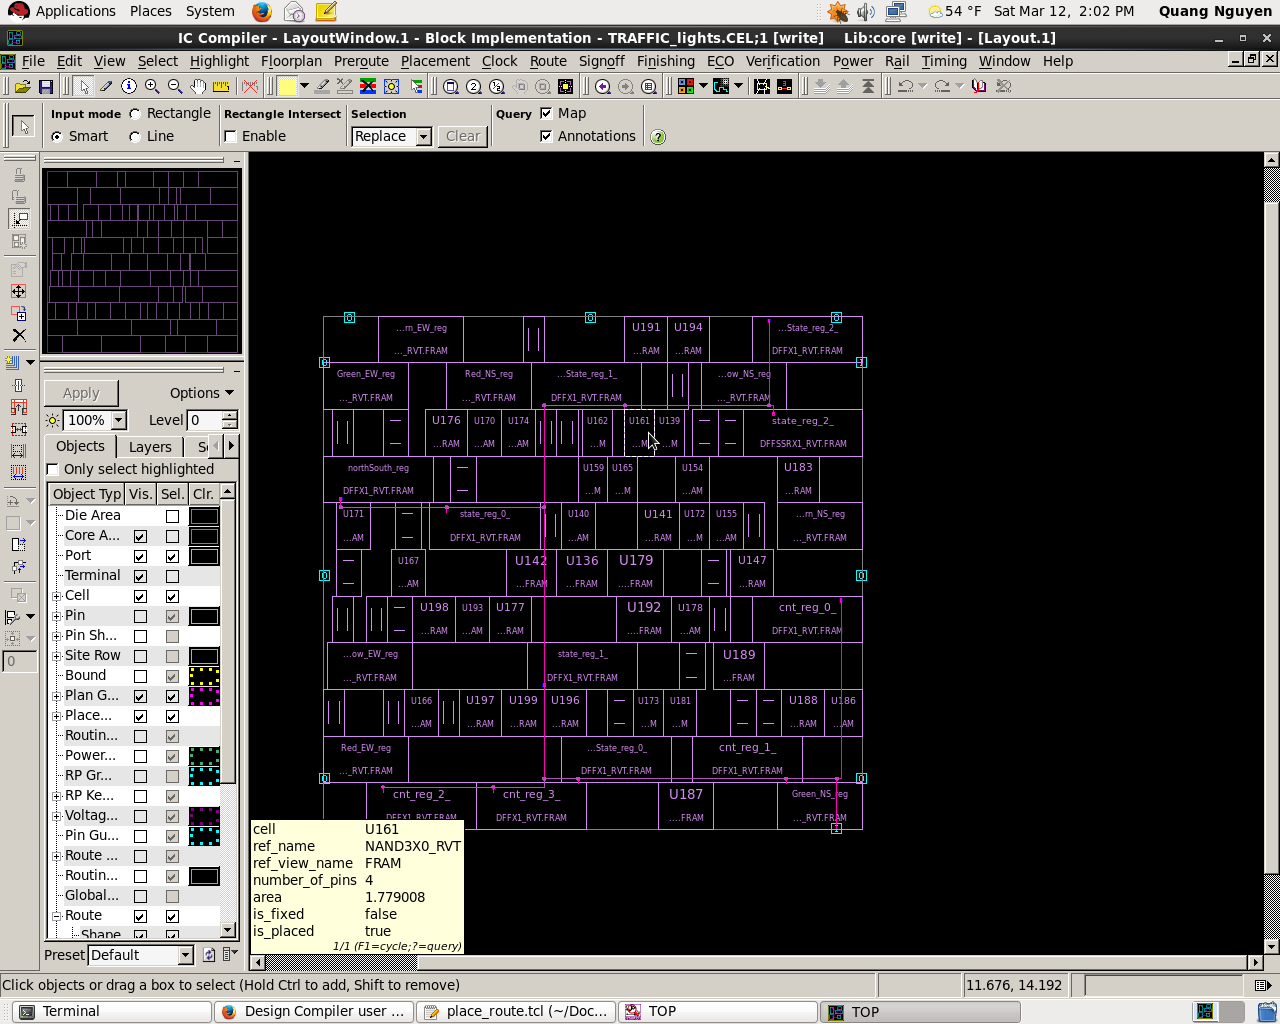 Applications Places System 54 °F Sat Mar 12, 2:02 PM Quang Nguyen
IC Compiler - LayoutWindow.1 - Block Implementation - TRAFFIC_lights.CEL;1 [write] Lib:core [write] - [Layout.1]
File Edit View Select Highlight Floorplan Preroute Placement Clock Route Signoff Finishing ECO Verification Power Rail Timing Window Help
Input mode Rectangle Rectangle Intersect Selection Query Map
Smart Line Enable Replace Clear Annotations
Apply Options
100% Level 0
Objects Layers Se
Only select highlighted
Object Typ Vis. Sel. Clr.
Die Area
Core A...
Port
Terminal
Cell
Pin
Pin Sh...
Site Row
Bound
Plan G...
Place...
Routin...
Power...
RP Gr...
RP Ke...
Voltag...
Pin Gu...
Route ...
Routin...
Global...
Route
Shape
Preset Default
0
...rn_EW_reg U191 U194 ...State_reg_2_
..._RVT.FRAM ...RAM ...RAM DFFX1_RVT.FRAM
Green_EW_reg Red_NS_reg ...State_reg_1_ ...ow_NS_reg
..._RVT.FRAM ..._RVT.FRAM DFFX1_RVT.FRAM ..._RVT.FRAM
U176 U170 U174 U162 U161 U139 state_reg_2_
...RAM ...AM ...AM ...M ...M ...M DFFSSRX1_RVT.FRAM
northSouth_reg U159 U165 U154 U183
DFFX1_RVT.FRAM ...M ...M ...AM ...RAM
U171 state_reg_0_ U140 U141 U172 U155 ...rn_NS_reg
...AM DFFX1_RVT.FRAM ...AM ...RAM ...M ...AM ..._RVT.FRAM
U167 U142 U136 U179 U147
...AM ....FRAM ...FRAM ....FRAM ...RAM
U198 U193 U177 U192 U178 cnt_reg_0_
...RAM ...AM ...RAM ....FRAM ...AM DFFX1_RVT.FRAM
...ow_EW_reg state_reg_1_ U189
..._RVT.FRAM DFFX1_RVT.FRAM ...FRAM
U166 U197 U199 U196 U173 U181 U188 U186
...AM ...RAM ...RAM ...RAM ...M ...M ...RAM ...AM
Red_EW_reg ...State_reg_0_ cnt_reg_1_
..._RVT.FRAM DFFX1_RVT.FRAM DFFX1_RVT.FRAM
cnt_reg_2_ cnt_reg_3_ U187 Green_NS_reg
DFFX1_RVT.FRAM DFFX1_RVT.FRAM ....FRAM ..._RVT.FRAM
cell U161
ref_name NAND3X0_RVT
ref_view_name FRAM
number_of_pins 4
area 1.779008
is_fixed false
is_placed true
1/1 (F1=cycle;?=query)
Click objects or drag a box to select (Hold Ctrl to add, Shift to remove) 11.676, 14.192
Terminal Design Compiler user ... place_route.tcl (~/Doc... TOP TOP